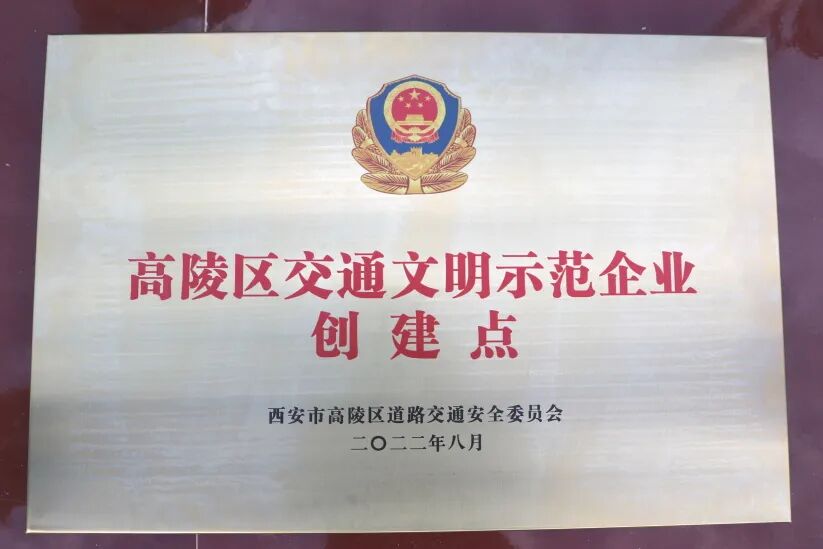 高陵区交通文明示范企业
创建点
西安市高陵区道路交通安全委员会
二〇二二年八月